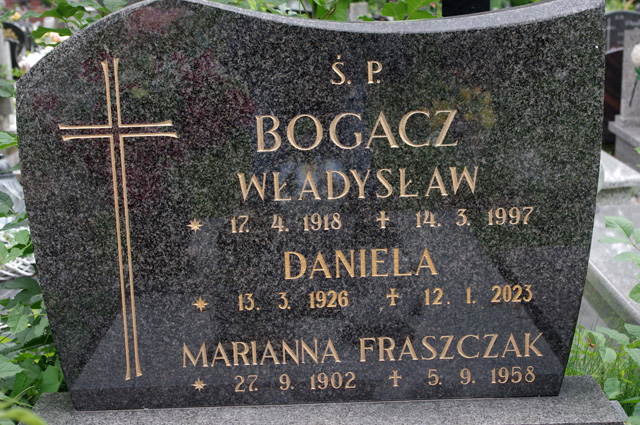 Ś. P.
BOGACZ
WŁADYSŁAW
* 17. 4. 1918 ✝ 14. 3. 1997
DANIELA
* 13. 3. 1926 ✝ 12. 1. 2023
MARIANNA FRASZCZAK
* 27. 9. 1902 ✝ 5. 9. 1958